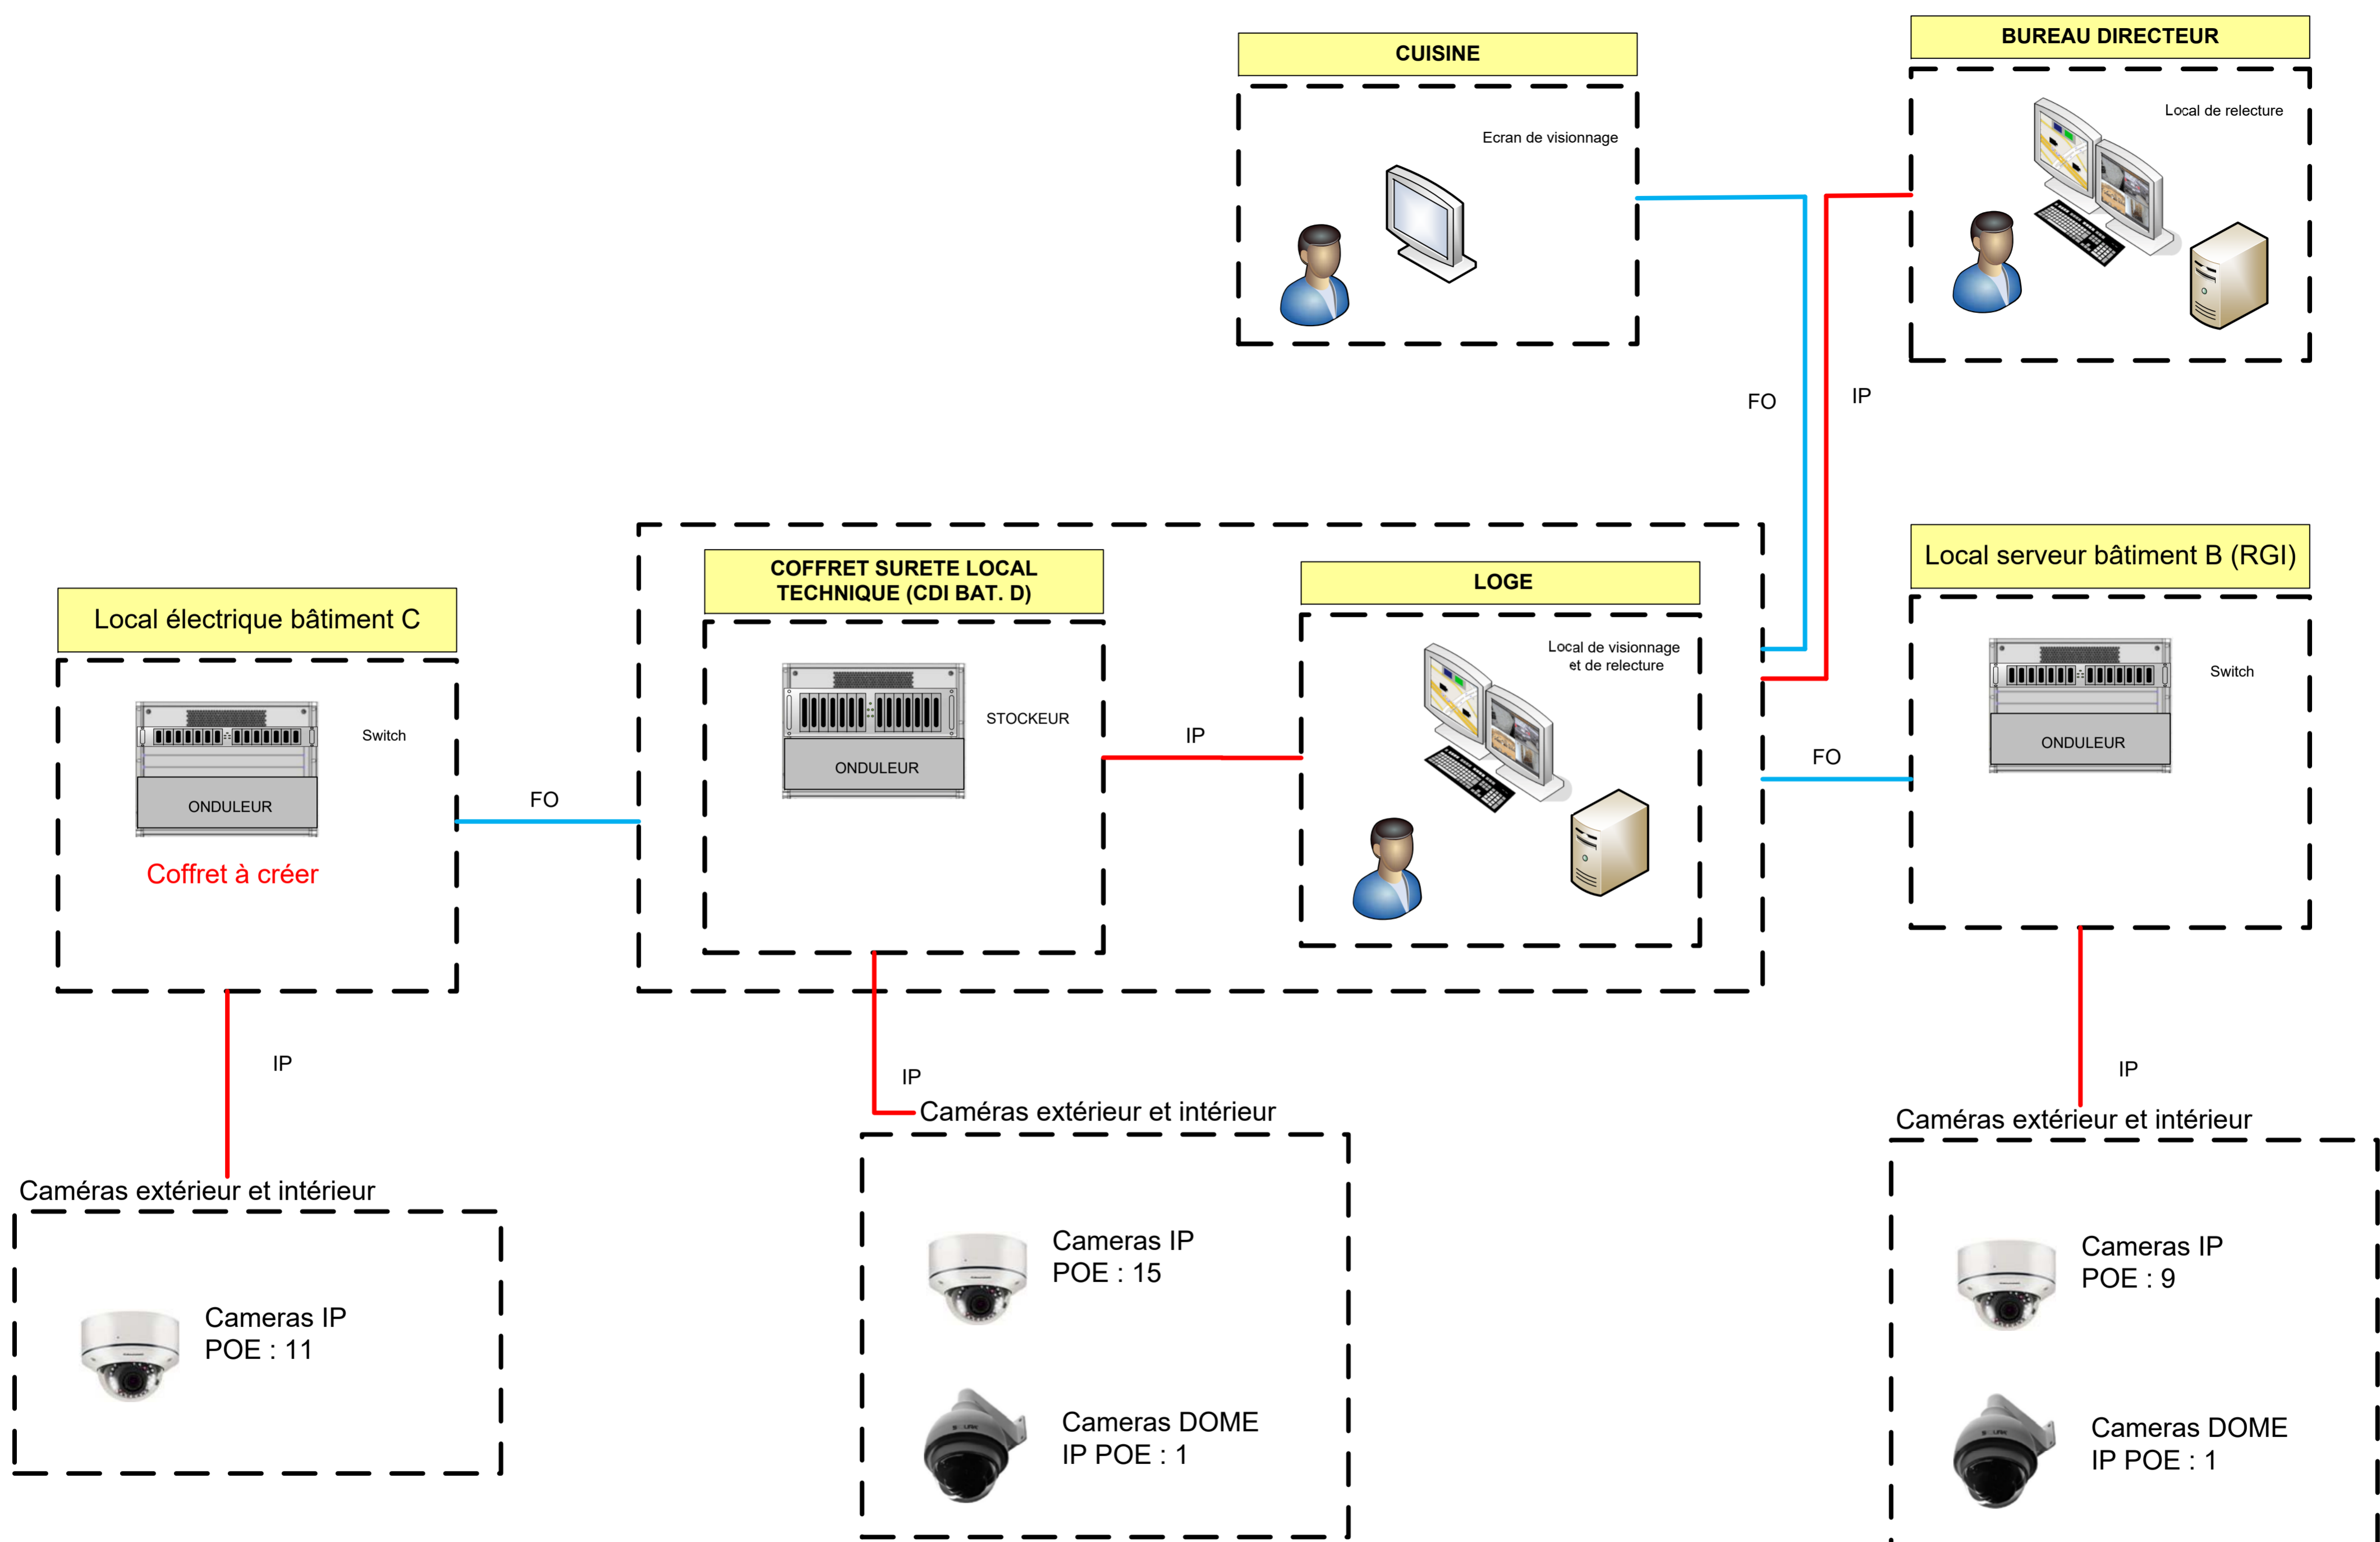 CUISINE
Ecran de visionnage
BUREAU DIRECTEUR
Local de relecture
FO
IP
Local électrique bâtiment C
Switch
ONDULEUR
Coffret à créer
FO
COFFRET SURETE LOCAL
TECHNIQUE (CDI BAT. D)
STOCKEUR
ONDULEUR
IP
LOGE
Local de visionnage
et de relecture
FO
Local serveur bâtiment B (RGI)
Switch
ONDULEUR
IP
Caméras extérieur et intérieur
Cameras IP
POE : 11
IP
Caméras extérieur et intérieur
Cameras IP
POE : 15
Cameras DOME
IP POE : 1
IP
Caméras extérieur et intérieur
Cameras IP
POE : 9
Cameras DOME
IP POE : 1